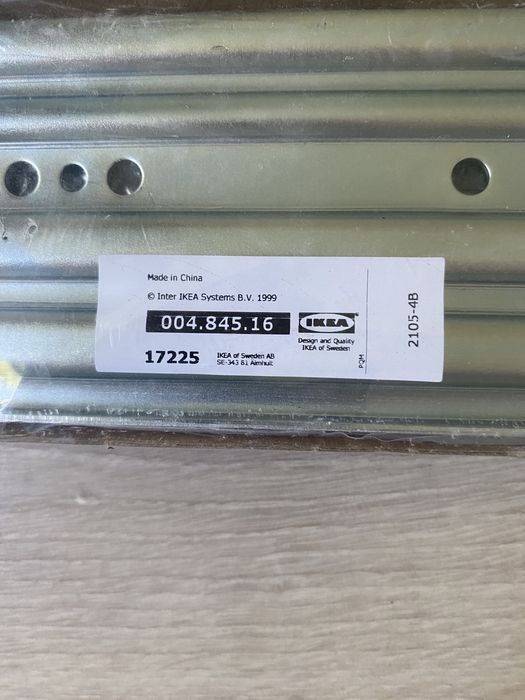 Made in China
© Inter IKEA Systems B.V. 1999
004.845.16
IKEA
Design and Quality
IKEA of Sweden
17225
IKEA of Sweden AB
SE-343 81 Älmhult
PQM
2105-4B